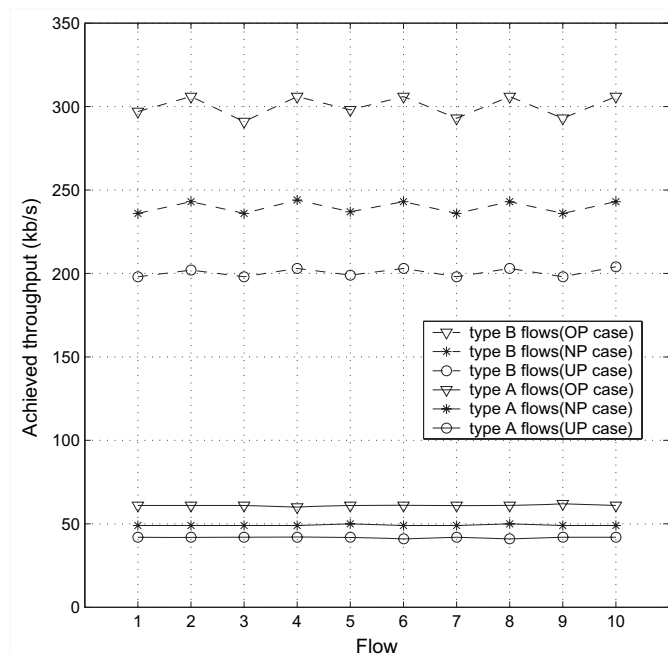 350
300
250
200
150
100
50
0
Achieved throughput (kb/s)
type B flows(OP case)
type B flows(NP case)
type B flows(UP case)
type A flows(OP case)
type A flows(NP case)
type A flows(UP case)
1 2 3 4 5 6 7 8 9 10
Flow